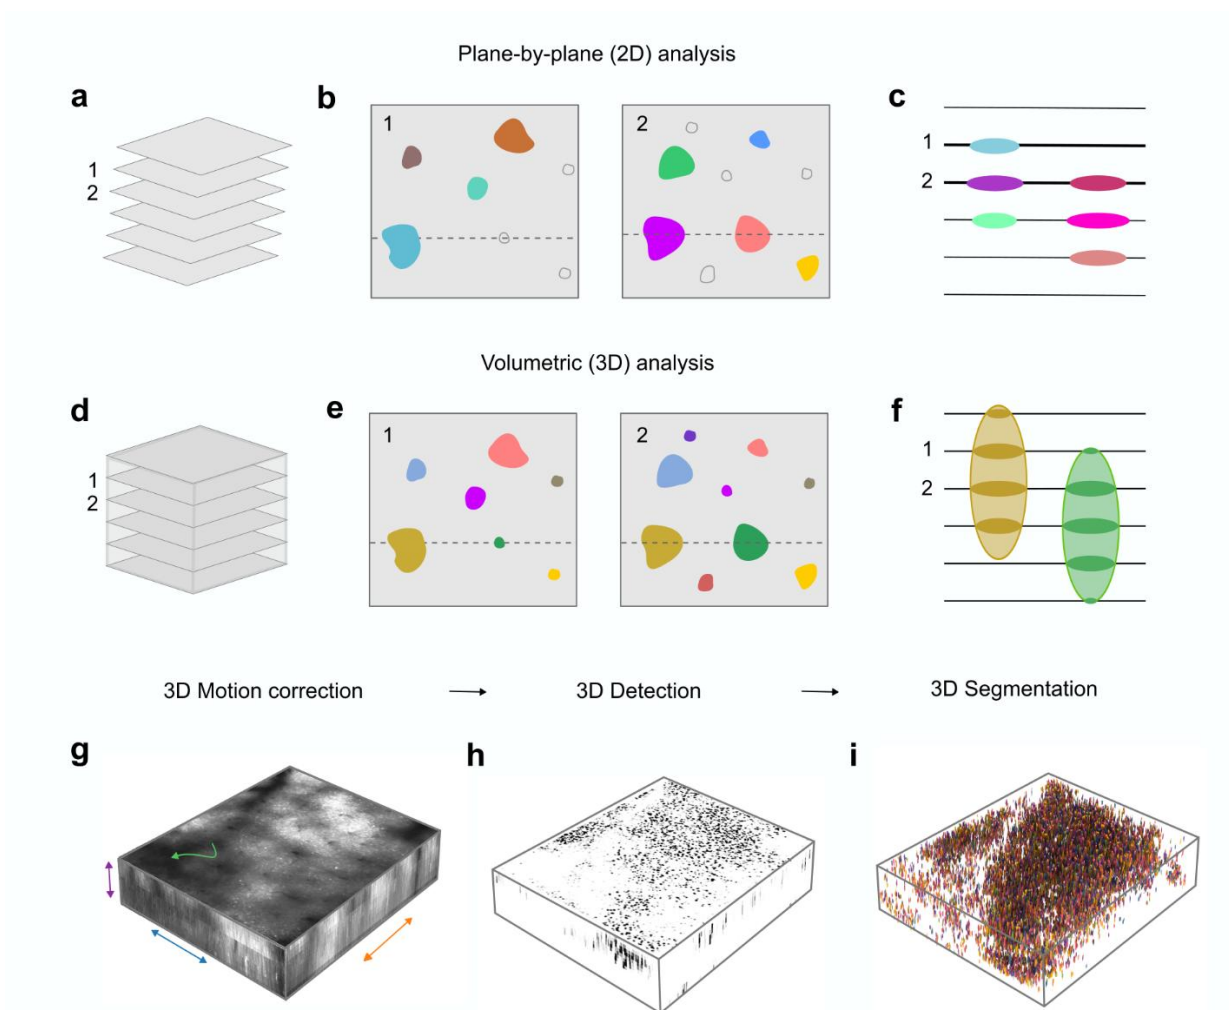 Plane-by-plane (2D) analysis
a
b
c
1
2
1
2
1
2
Volumetric (3D) analysis
d
e
f
1
2
1
2
1
2
3D Motion correction → 3D Detection → 3D Segmentation
g
h
i